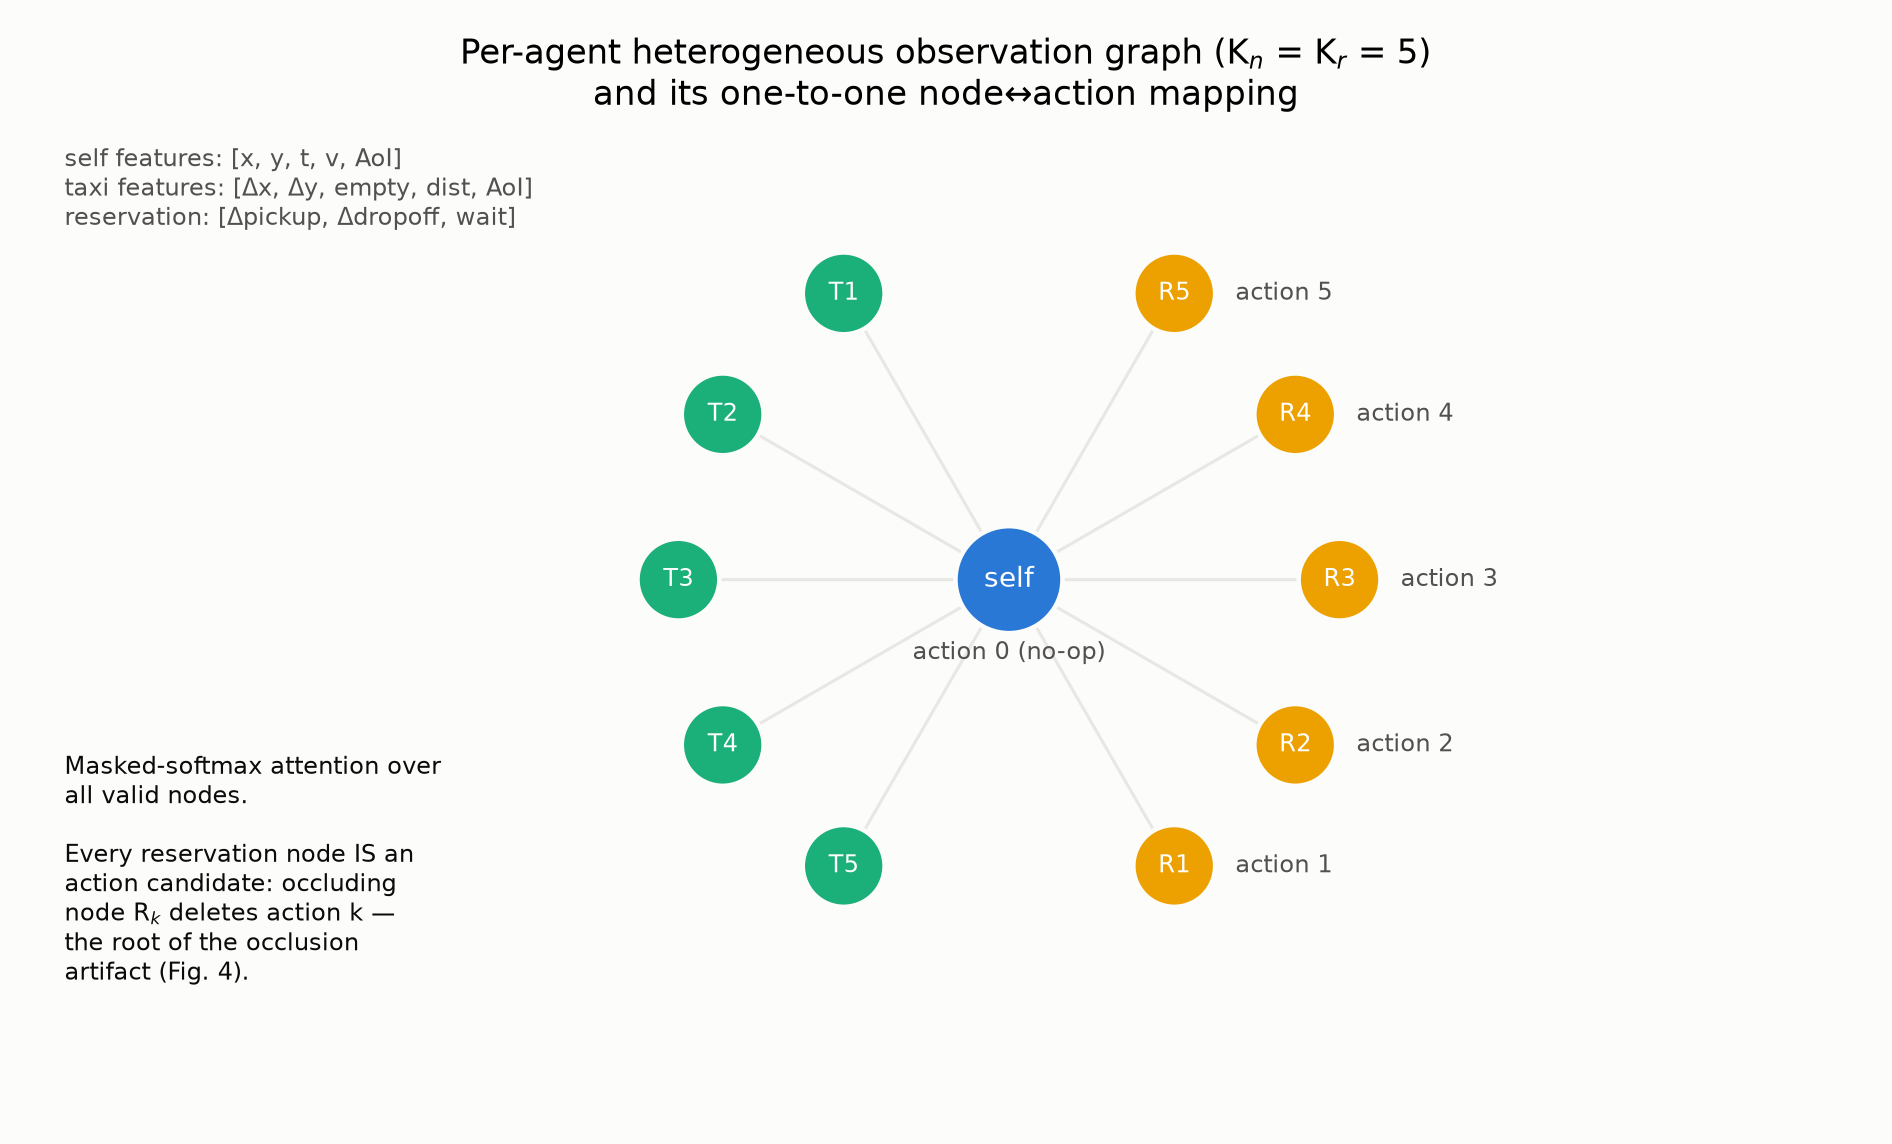 Per-agent heterogeneous observation graph (Kₙ = Kᵣ = 5)
and its one-to-one node↔action mapping
self features: [x, y, t, v, AoI]
taxi features: [Δx, Δy, empty, dist, AoI]
reservation: [Δpickup, Δdropoff, wait]
T1
R5 action 5
T2
R4 action 4
T3
self
R3 action 3
action 0 (no-op)
T4
R2 action 2
T5
R1 action 1
Masked-softmax attention over
all valid nodes.
Every reservation node IS an
action candidate: occluding
node Rₖ deletes action k —
the root of the occlusion
artifact (Fig. 4).